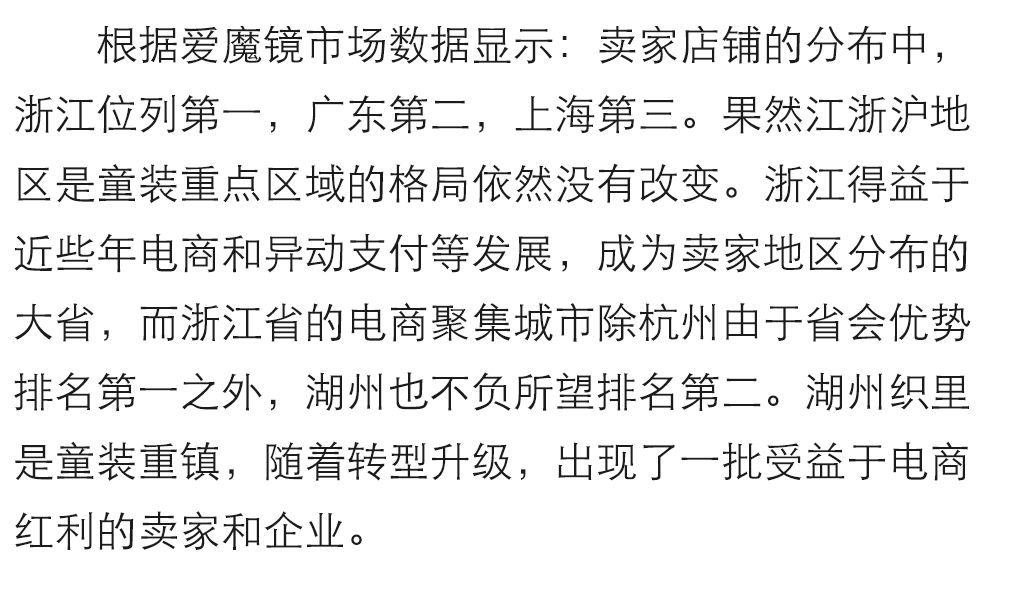 根据爱魔镜市场数据显示：卖家店铺的分布中，
浙江位列第一，广东第二，上海第三。果然江浙沪地
区是童装重点区域的格局依然没有改变。浙江得益于
近些年电商和异动支付等发展，成为卖家地区分布的
大省，而浙江省的电商聚集城市除杭州由于省会优势
排名第一之外，湖州也不负所望排名第二。湖州织里
是童装重镇，随着转型升级，出现了一批受益于电商
红利的卖家和企业。